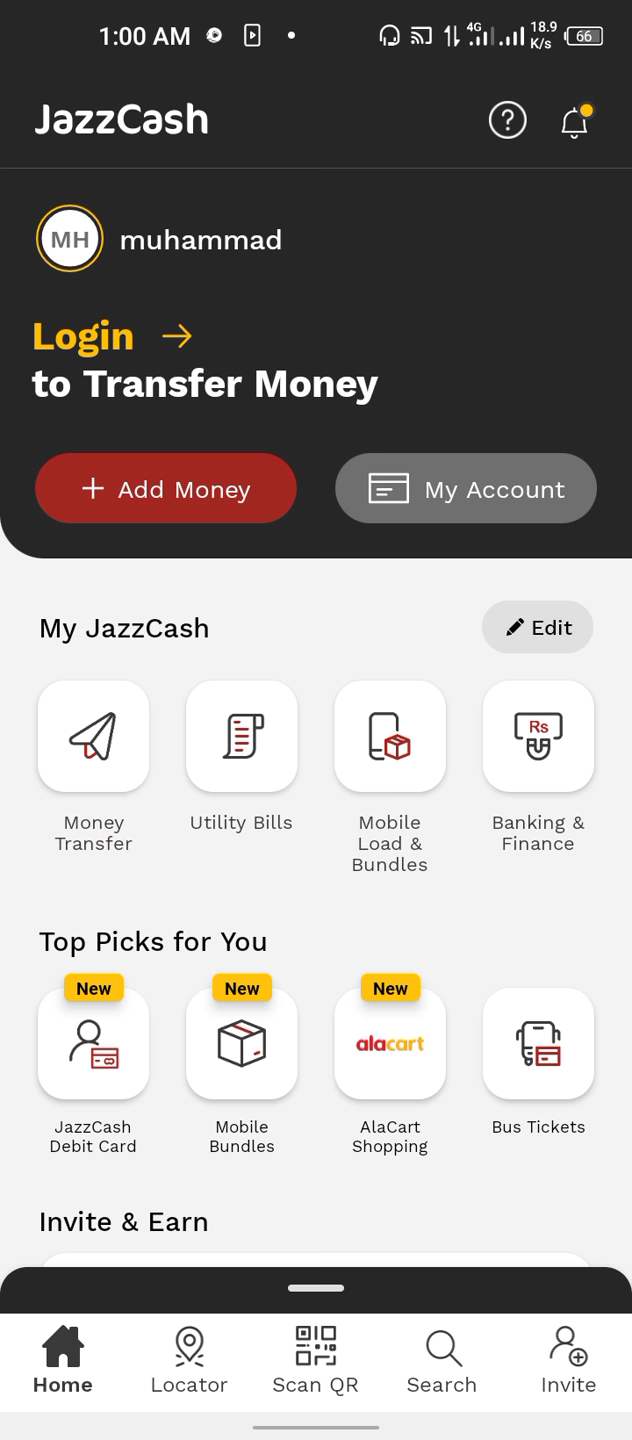 1:00 AM 4G 18.9 K/s 66
JazzCash
MH muhammad
Login
to Transfer Money
Add Money My Account
My JazzCash Edit
Rs
Money Transfer
Utility Bills
Mobile Load & Bundles
Banking & Finance
Top Picks for You
New New New
alacart
JazzCash Debit Card
Mobile Bundles
AlaCart Shopping
Bus Tickets
Invite & Earn
Home Locator Scan QR Search Invite